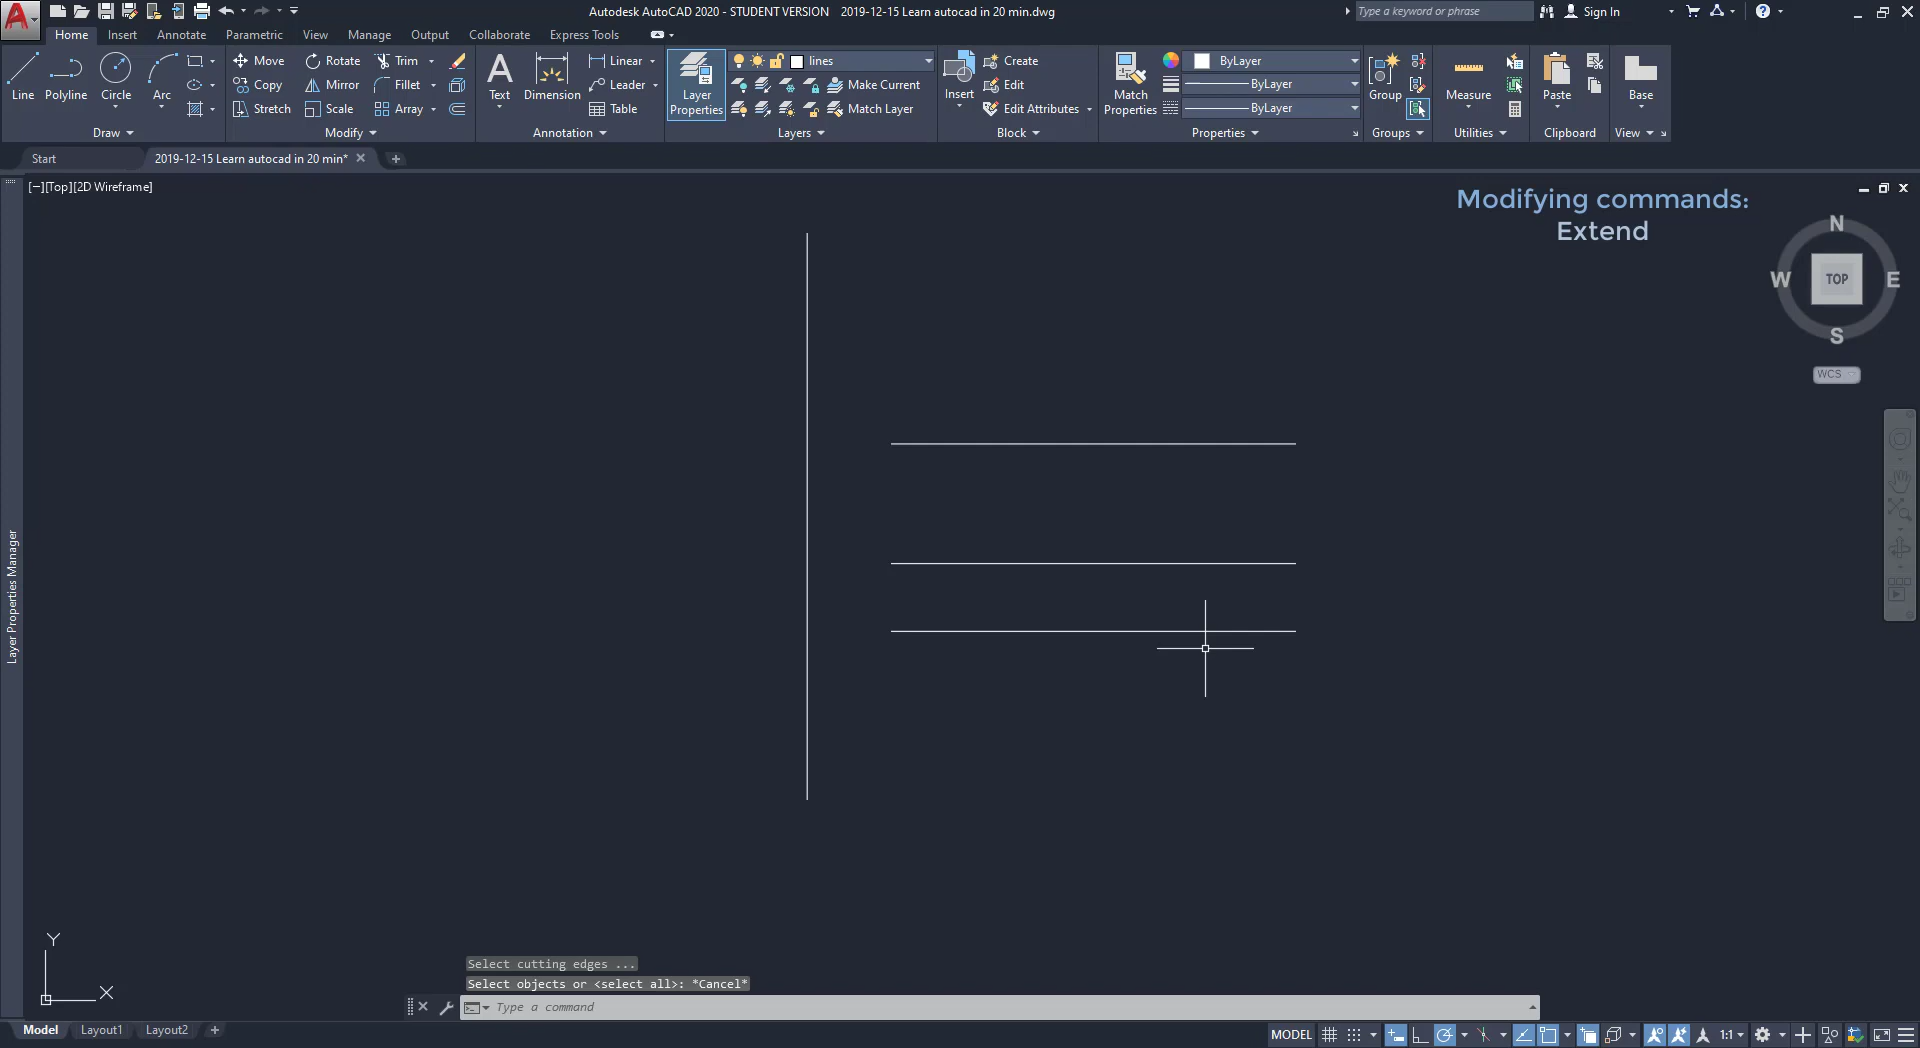 Autodesk AutoCAD 2020 - STUDENT VERSION 2019-12-15 Learn autocad in 20 min.dwg
Type a keyword or phrase
Sign In
Home Insert Annotate Parametric View Manage Output Collaborate Express Tools
Line Polyline Circle Arc
Draw
Move Rotate Trim
Copy Mirror Fillet
Stretch Scale Array
Modify
Text Dimension
Linear
Leader
Table
Annotation
Layer Properties
lines
Make Current
Match Layer
Layers
Insert
Create
Edit
Edit Attributes
Block
Match Properties
ByLayer
ByLayer
ByLayer
Properties
Group
Groups
Measure
Utilities
Paste
Clipboard
Base
View
Start
2019-12-15 Learn autocad in 20 min*
[−][Top][2D Wireframe]
Modifying commands:
Extend
N
W TOP E
S
WCS
Layer Properties Manager
Y
X
Select cutting edges ...
Select objects or <select all>: *Cancel*
Type a command
Model Layout1 Layout2
MODEL
1:1